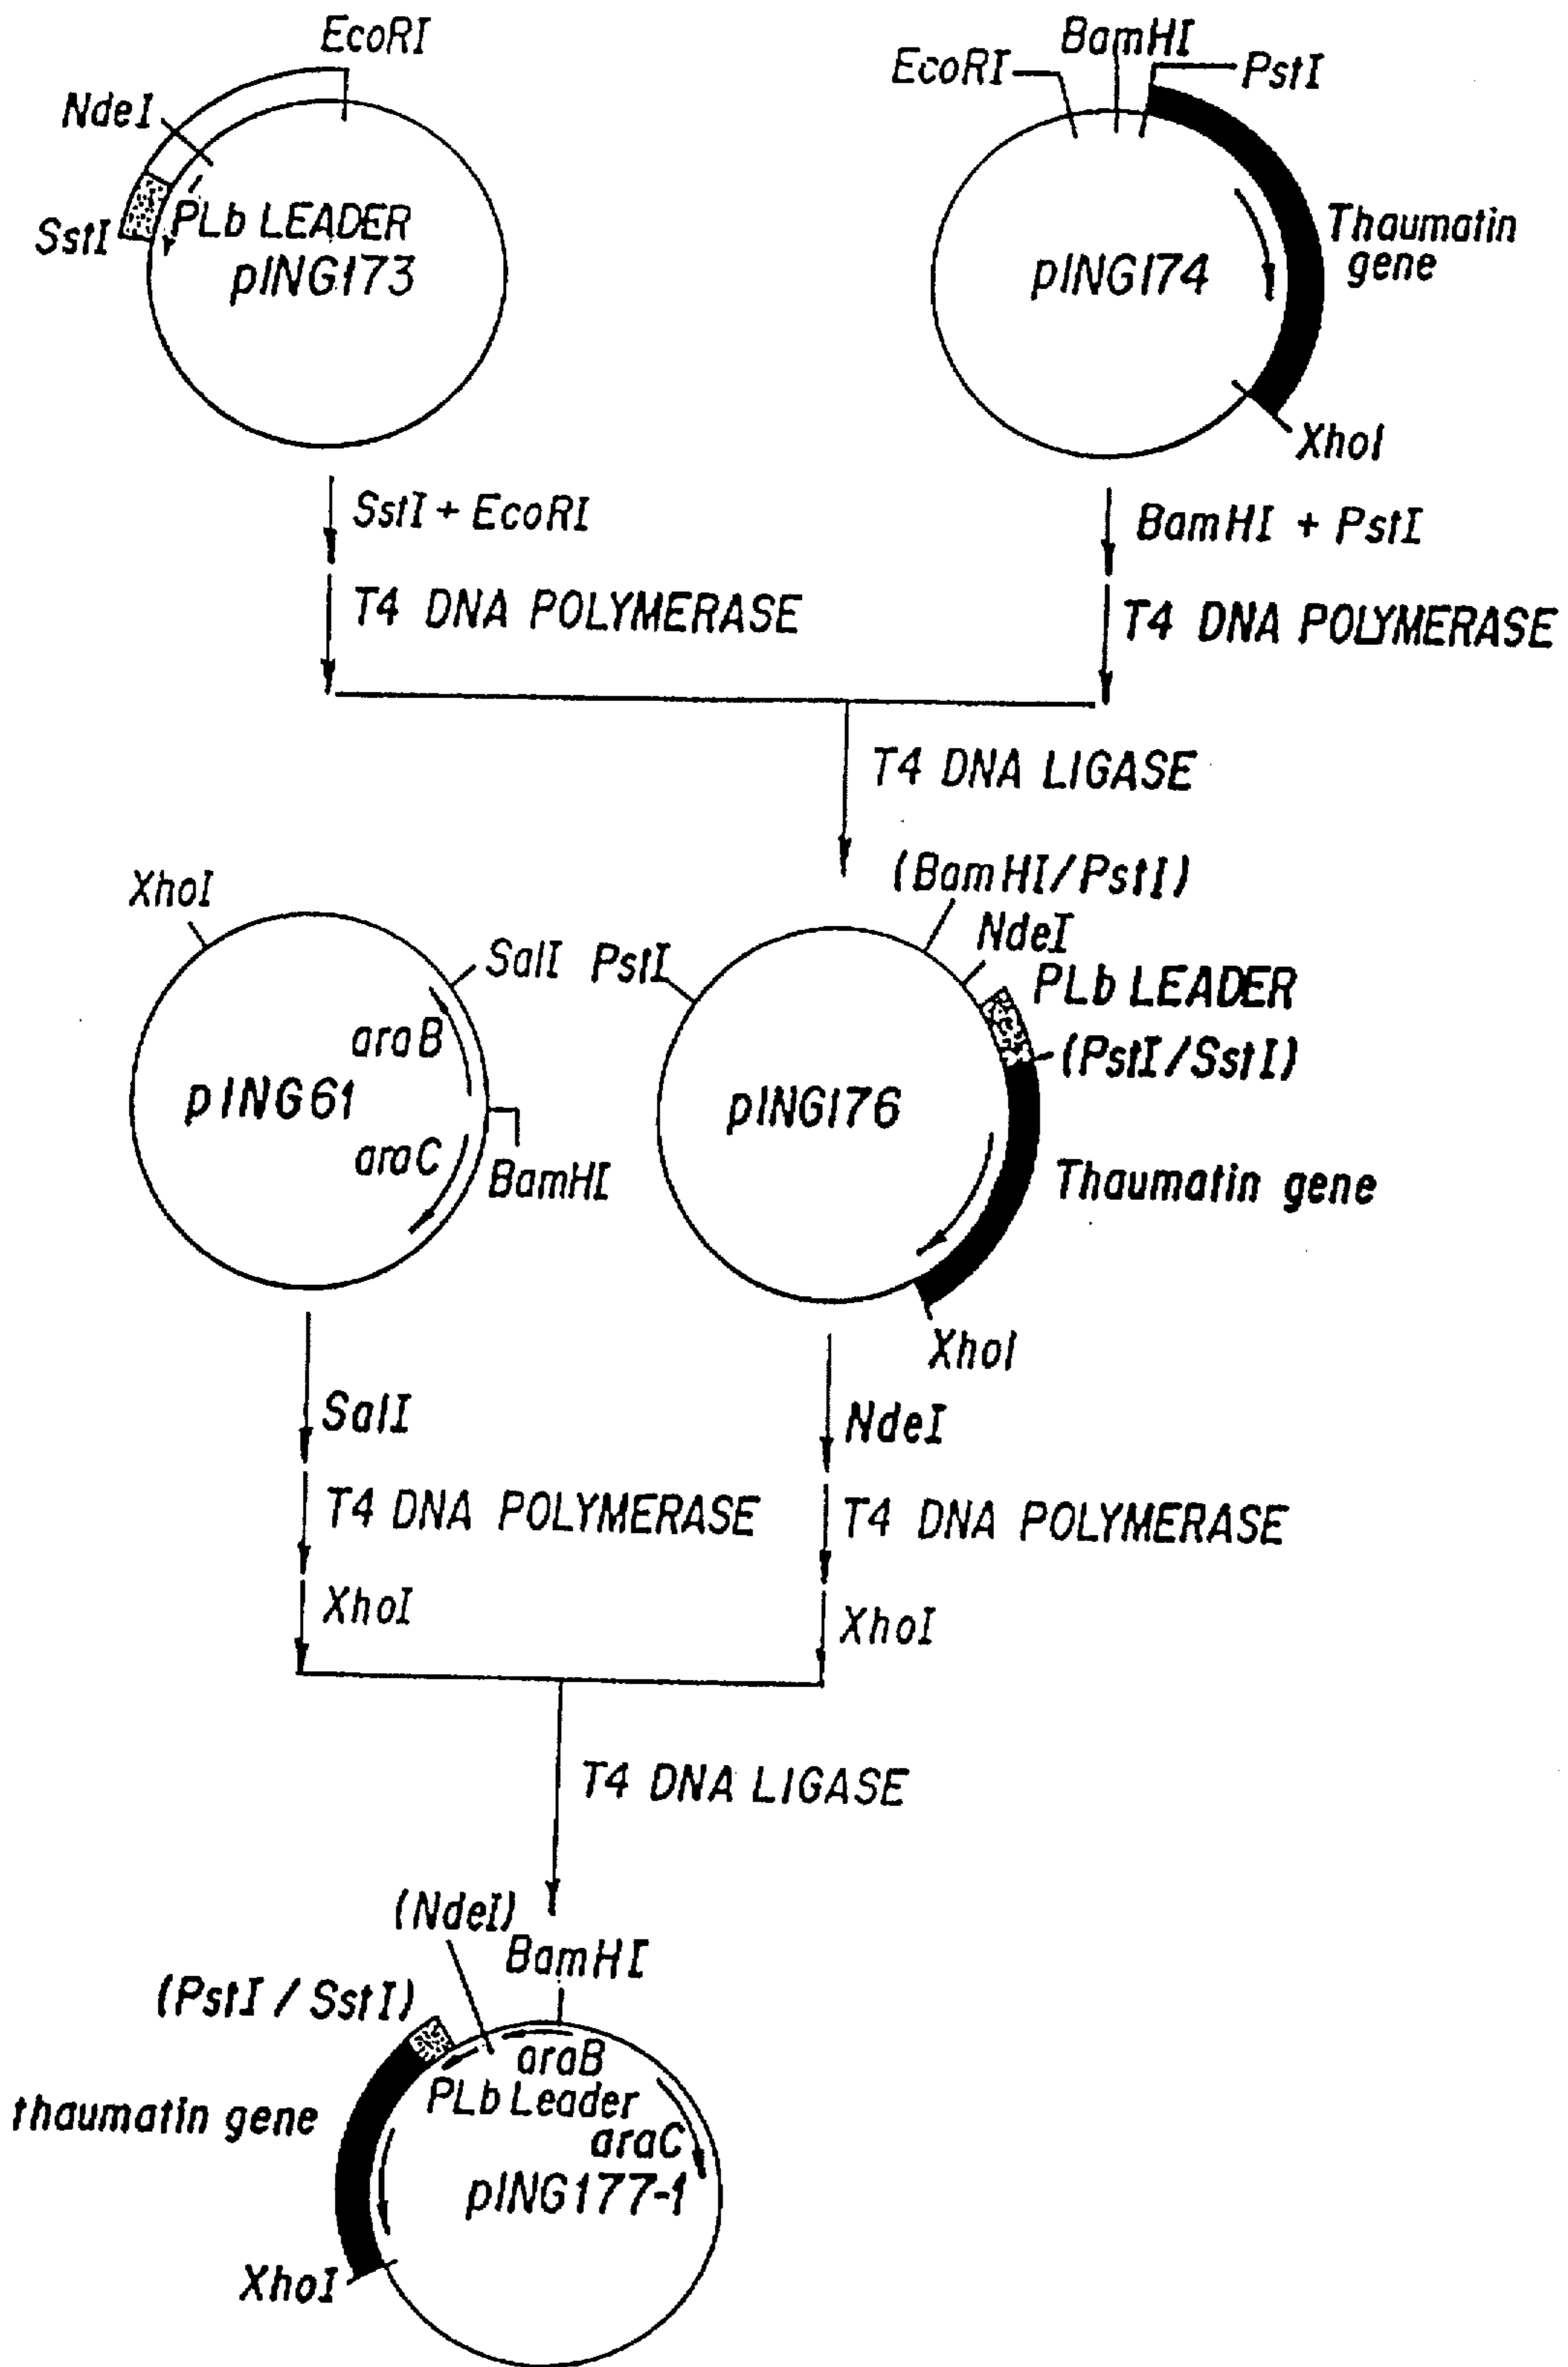 EcoRI
NdeI
SstI
PLb LEADER
pING173
EcoRI
BamHI
PstI
pING174
Thaumatin
gene
XhoI
SstI + EcoRI
T4 DNA POLYMERASE
BamHI + PstI
T4 DNA POLYMERASE
T4 DNA LIGASE
XhoI
SalI
araB
pING61
araC
BamHI
(BamHI/PstI)
NdeI
PstI
PLb LEADER
(PstI/SstI)
pING176
Thaumatin gene
XhoI
SalI
T4 DNA POLYMERASE
XhoI
NdeI
T4 DNA POLYMERASE
XhoI
T4 DNA LIGASE
(NdeI)
BamHI
(PstI / SstI)
araB
PLb Leader
thaumatin gene
araC
pING177-1
XhoI